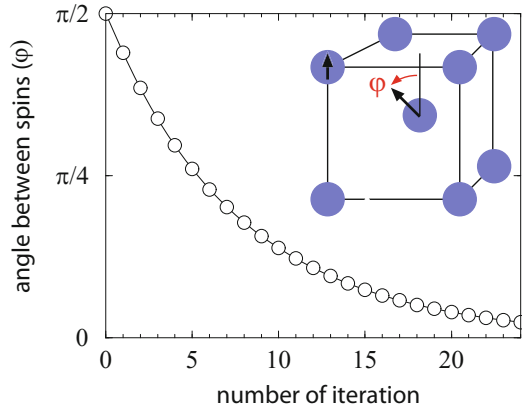 π/2
π/4
0
angle between spins (φ)
φ
0 5 10 15 20
number of iteration